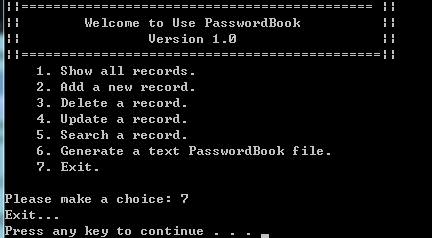 ||============================================ ||
||        Welcome to Use PasswordBook          ||
||                Version 1.0                  ||
||=============================================||
1. Show all records.
2. Add a new record.
3. Delete a record.
4. Update a record.
5. Search a record.
6. Generate a text PasswordBook file.
7. Exit.
Please make a choice: 7
Exit...
Press any key to continue . . . _